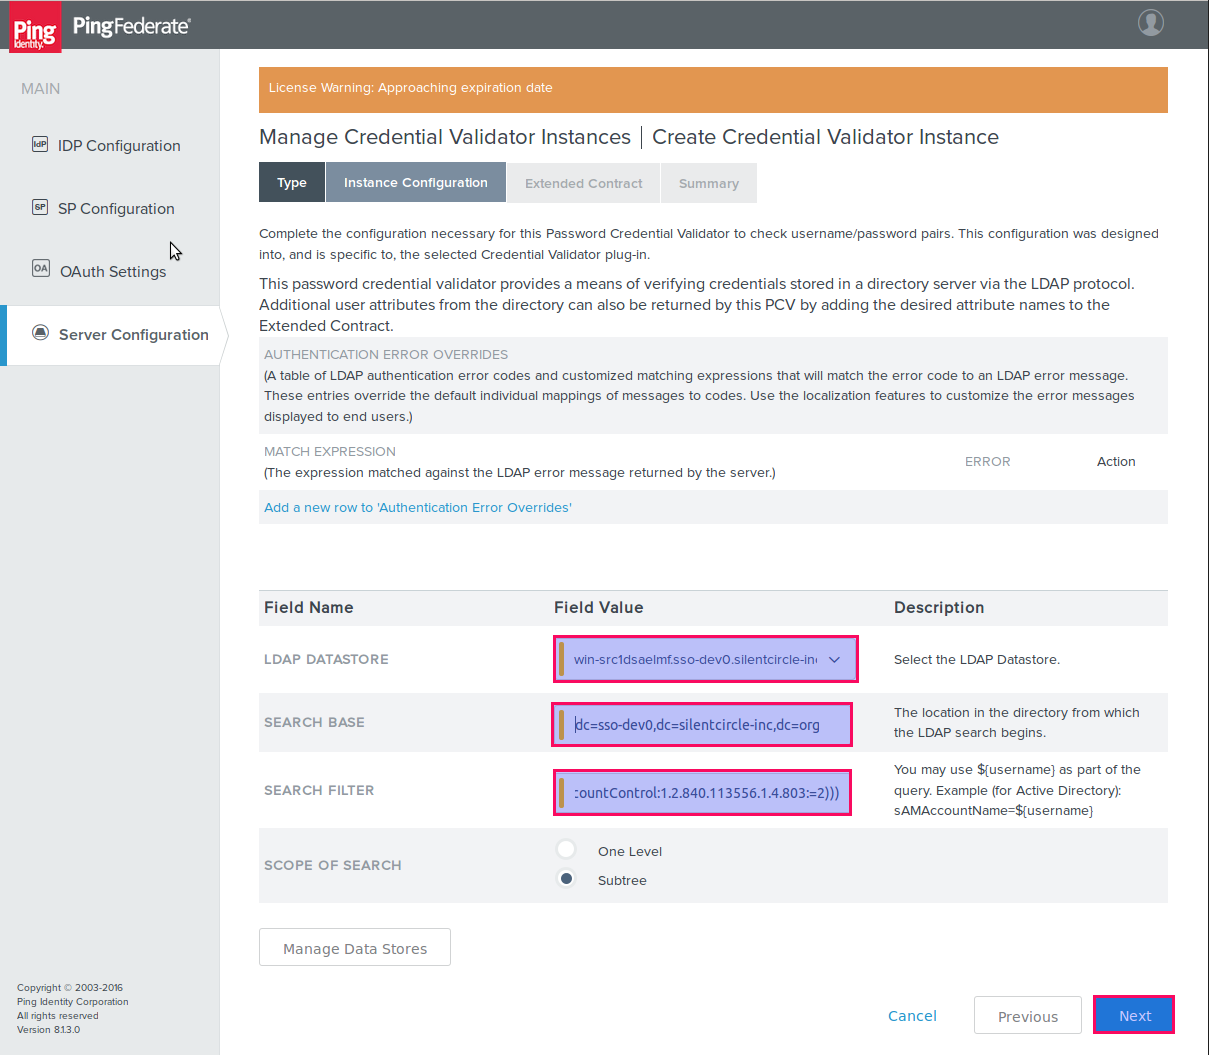 Ping
Identity.
PingFederate®
MAIN
IdP
IDP Configuration
SP
SP Configuration
OA
OAuth Settings
Server Configuration
License Warning: Approaching expiration date
Manage Credential Validator Instances | Create Credential Validator Instance
Type
Instance Configuration
Extended Contract
Summary
Complete the configuration necessary for this Password Credential Validator to check username/password pairs. This configuration was designed
into, and is specific to, the selected Credential Validator plug-in.
This password credential validator provides a means of verifying credentials stored in a directory server via the LDAP protocol.
Additional user attributes from the directory can also be returned by this PCV by adding the desired attribute names to the
Extended Contract.
AUTHENTICATION ERROR OVERRIDES
(A table of LDAP authentication error codes and customized matching expressions that will match the error code to an LDAP error message.
These entries override the default individual mappings of messages to codes. Use the localization features to customize the error messages
displayed to end users.)
MATCH EXPRESSION
(The expression matched against the LDAP error message returned by the server.)
ERROR
Action
Add a new row to 'Authentication Error Overrides'
Field Name
Field Value
Description
LDAP DATASTORE
win-src1dsaelmf.sso-dev0.silentcircle-in
Select the LDAP Datastore.
SEARCH BASE
dc=sso-dev0,dc=silentcircle-inc,dc=org
The location in the directory from which
the LDAP search begins.
SEARCH FILTER
countControl:1.2.840.113556.1.4.803:=2)))
You may use ${username} as part of the
query. Example (for Active Directory):
sAMAccountName=${username}
SCOPE OF SEARCH
One Level
Subtree
Manage Data Stores
Copyright © 2003-2016
Ping Identity Corporation
All rights reserved
Version 8.1.3.0
Cancel
Previous
Next